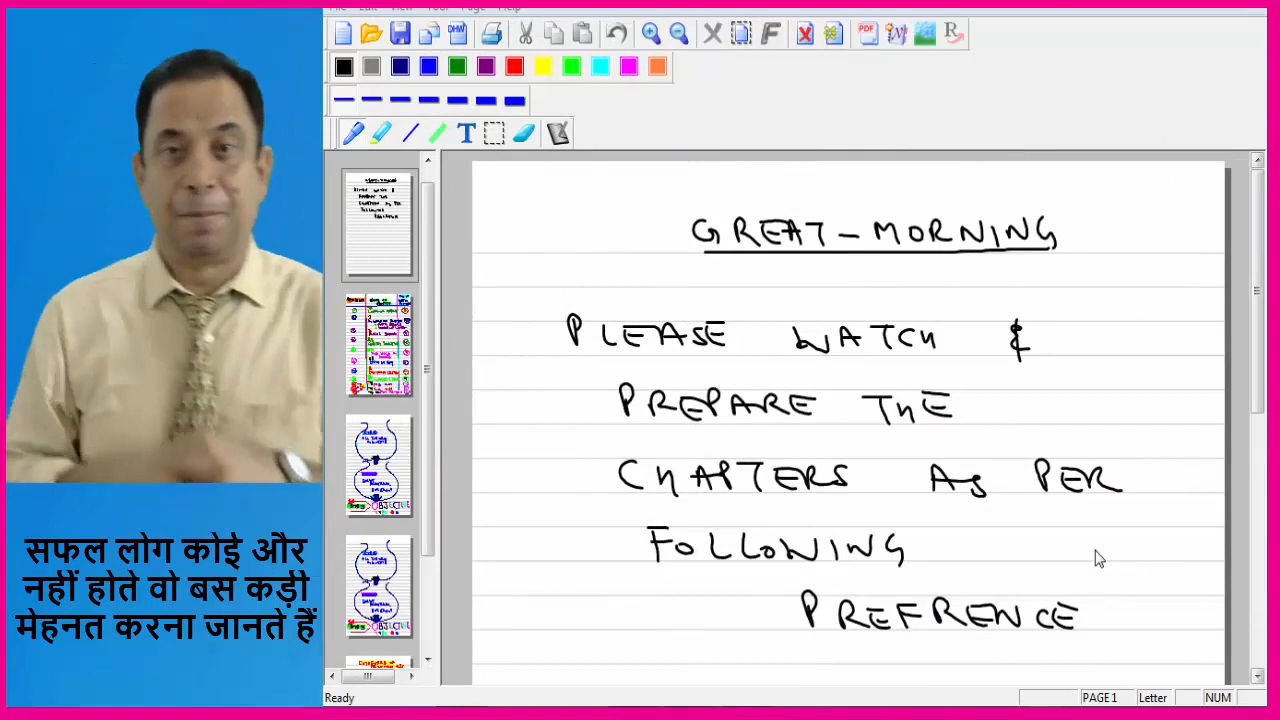 GREAT-MORNING
PLEASE WATCH &
PREPARE THE
CHAPTERS AS PER
FOLLOWING
PREFRENCE
सफल लोग कोई और
नहीं होते वो बस कड़ी
मेहनत करना जानते हैं
Ready
PAGE 1
Letter
NUM